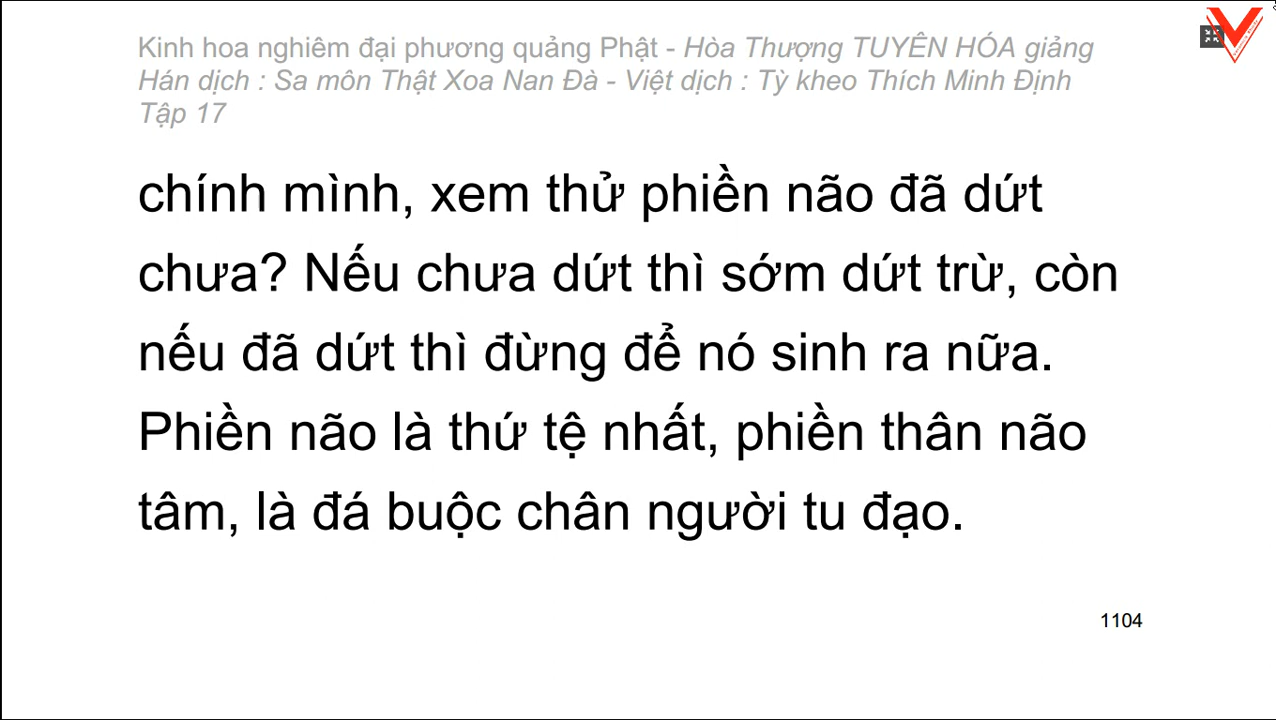 Kinh hoa nghiêm đại phương quảng Phật - Hòa Thượng TUYÊN HÓA giảng
Hán dịch : Sa môn Thật Xoa Nan Đà - Việt dịch : Tỳ kheo Thích Minh Định
Tập 17
chính mình, xem thử phiền não đã dứt
chưa? Nếu chưa dứt thì sớm dứt trừ, còn
nếu đã dứt thì đừng để nó sinh ra nữa.
Phiền não là thứ tệ nhất, phiền thân não
tâm, là đá buộc chân người tu đạo.
1104